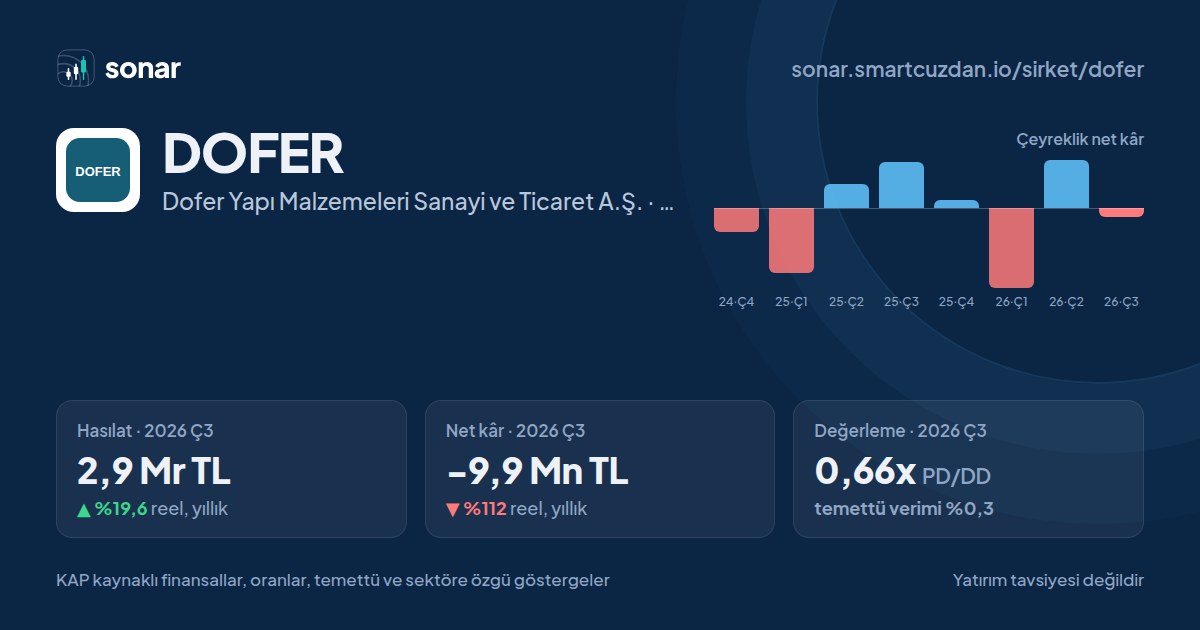 sonar
sonar.smartcuzdan.io/sirket/dofer
DOFER
DOFER
Dofer Yapı Malzemeleri Sanayi ve Ticaret A.Ş. · ...
Çeyreklik net kâr
24·Ç4 25·Ç1 25·Ç2 25·Ç3 25·Ç4 26·Ç1 26·Ç2 26·Ç3
Hasılat · 2026 Ç3
2,9 Mr TL
▲ %19,6 reel, yıllık
Net kâr · 2026 Ç3
−9,9 Mn TL
▼ %112 reel, yıllık
Değerleme · 2026 Ç3
0,66x PD/DD
temettü verimi %0,3
KAP kaynaklı finansallar, oranlar, temettü ve sektöre özgü göstergeler
Yatırım tavsiyesi değildir